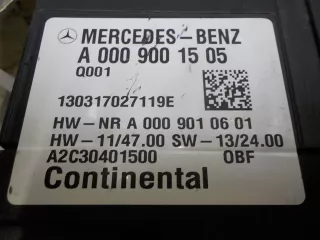 MERCEDES-BENZ
A 000 900 15 05
Q001
130317027119E
HW-NR A 000 901 06 01
HW-11/47.00 SW-13/24.00
A2C30401500 OBF
Continental